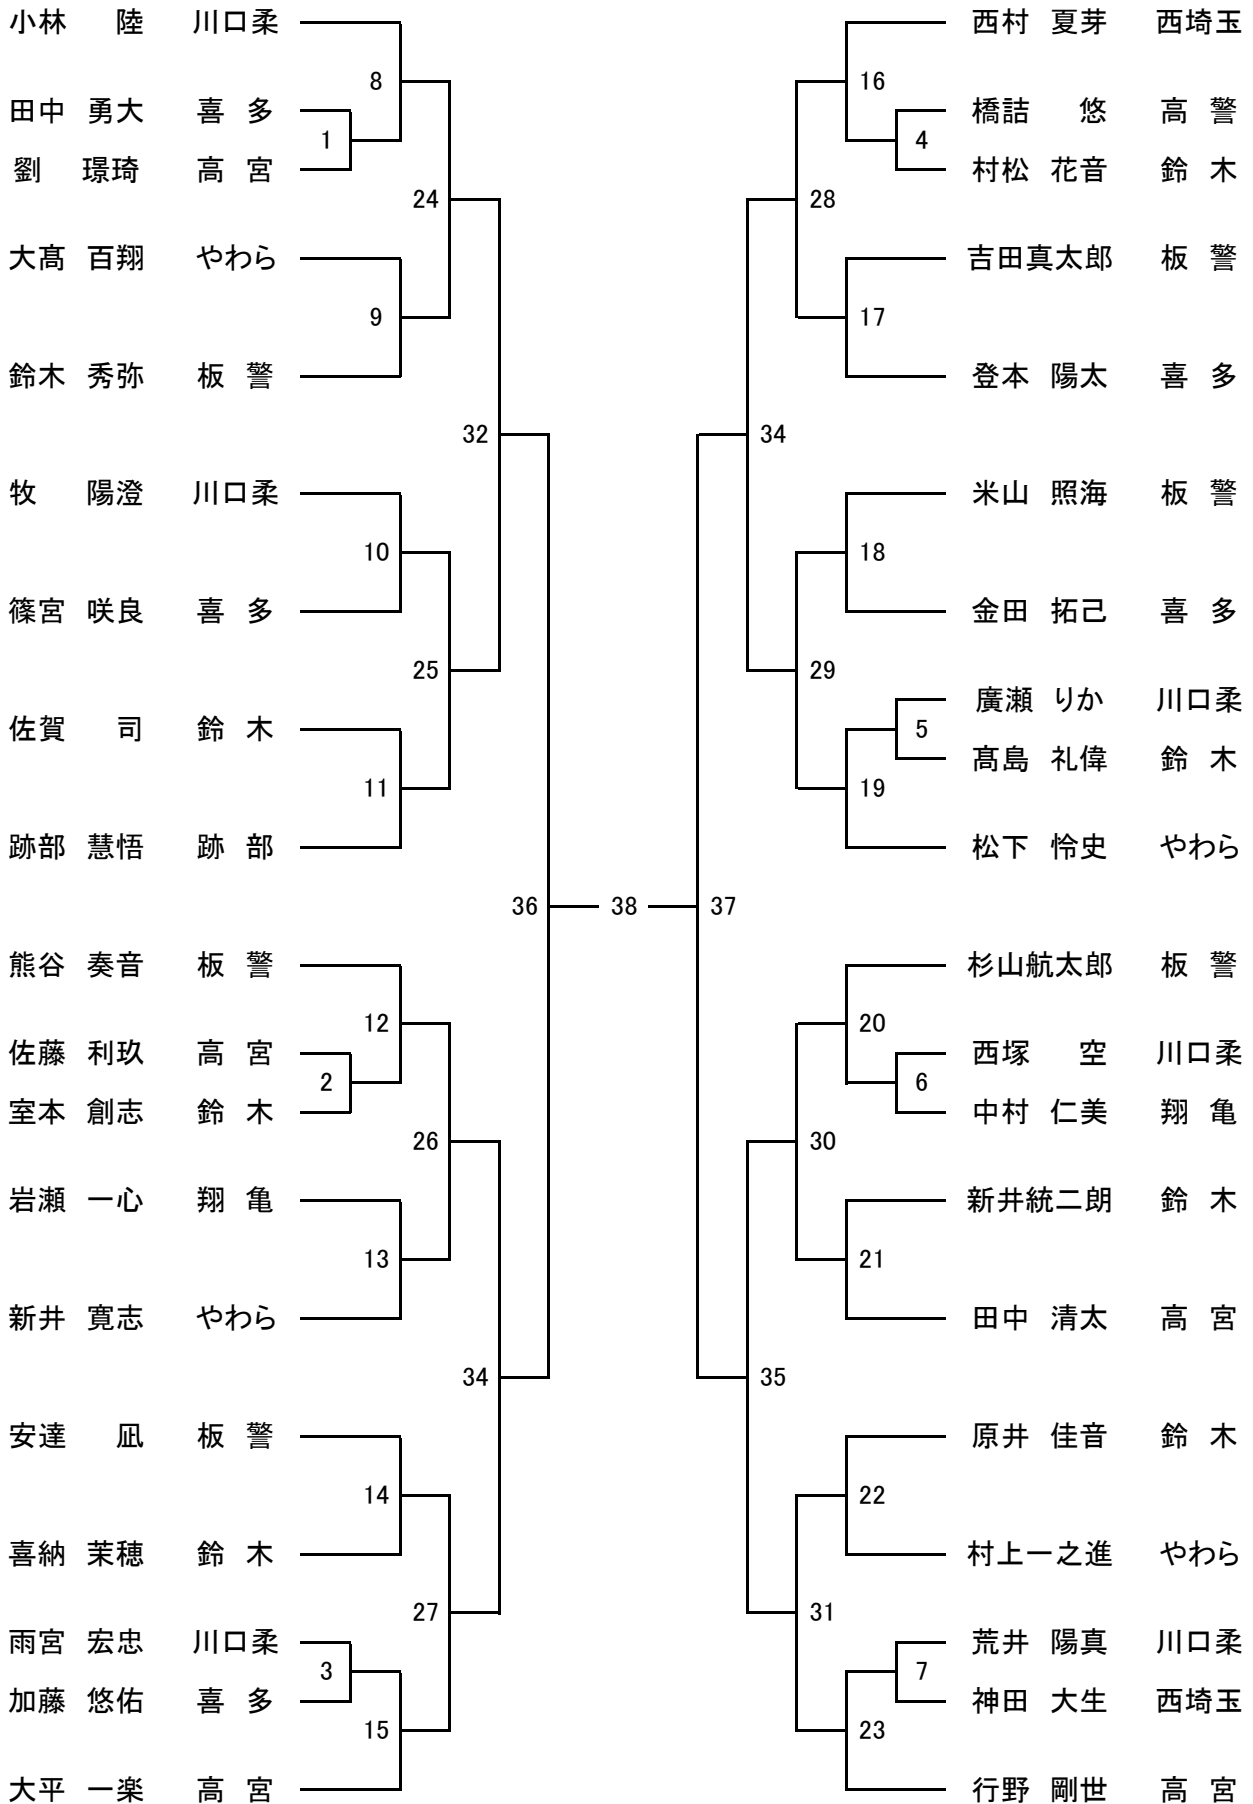 小林 陸 川口柔
8
田中 勇大 喜 多
1
劉 璟琦 高 宮
24
大髙 百翔 やわら
9
鈴木 秀弥 板 警
32
牧 陽澄 川口柔
10
篠宮 咲良 喜 多
25
佐賀 司 鈴 木
11
跡部 慧悟 跡 部
36
熊谷 奏音 板 警
12
佐藤 利玖 高 宮
2
室本 創志 鈴 木
26
岩瀬 一心 翔 亀
13
新井 寛志 やわら
34
安達 凪 板 警
14
喜納 茉穂 鈴 木
27
雨宮 宏忠 川口柔
3
加藤 悠佑 喜 多
15
大平 一楽 高 宮
38
西村 夏芽 西埼玉
16
橋詰 悠 高 警
4
村松 花音 鈴 木
28
吉田真太郎 板 警
17
登本 陽太 喜 多
34
米山 照海 板 警
18
金田 拓己 喜 多
29
廣瀬 りか 川口柔
5
髙島 礼偉 鈴 木
19
松下 怜史 やわら
37
杉山航太郎 板 警
20
西塚 空 川口柔
6
中村 仁美 翔 亀
30
新井統二朗 鈴 木
21
田中 清太 高 宮
35
原井 佳音 鈴 木
22
村上一之進 やわら
31
荒井 陽真 川口柔
7
神田 大生 西埼玉
23
行野 剛世 高 宮